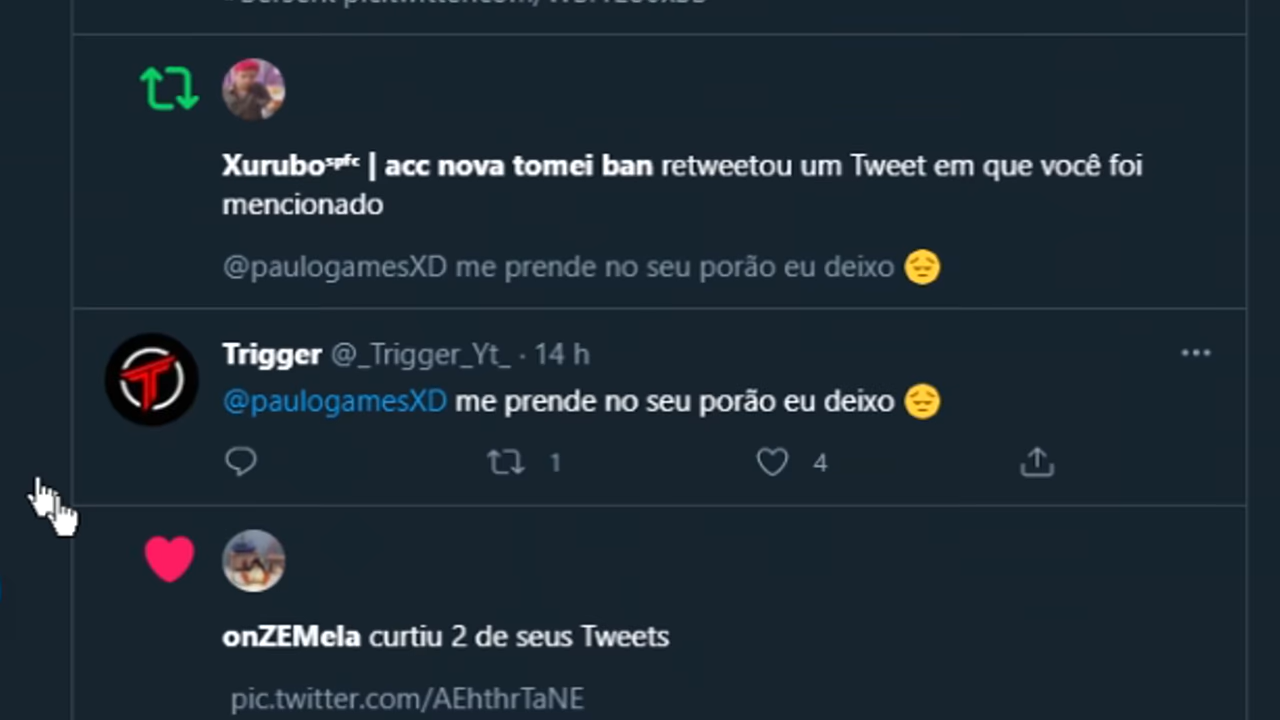 Xuruboˢᵖᶠᶜ | acc nova tomei ban retweetou um Tweet em que você foi
mencionado
@paulogamesXD me prende no seu porão eu deixo 😔
Trigger @_Trigger_Yt_ · 14 h
@paulogamesXD me prende no seu porão eu deixo 😔
1 4
onZEMela curtiu 2 de seus Tweets
pic.twitter.com/AEhthrTaNE